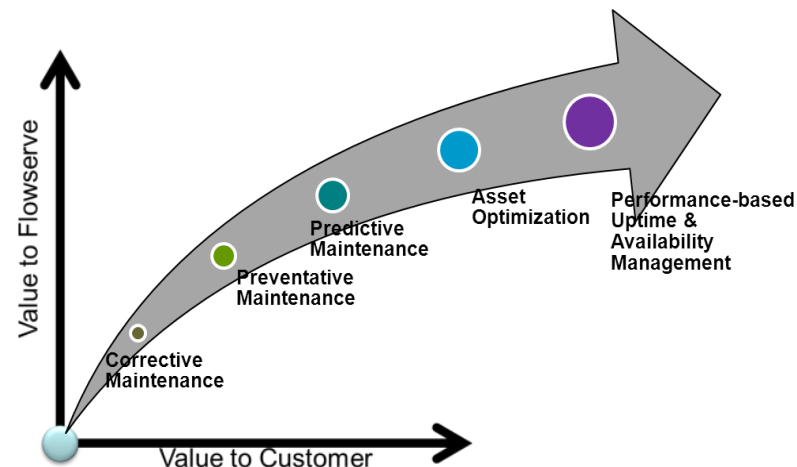 Value to Flowserve
Asset
Optimization
Performance-based
Uptime &
Availability
Management
Predictive
Maintenance
Preventative
Maintenance
Corrective
Maintenance
Value to Customer